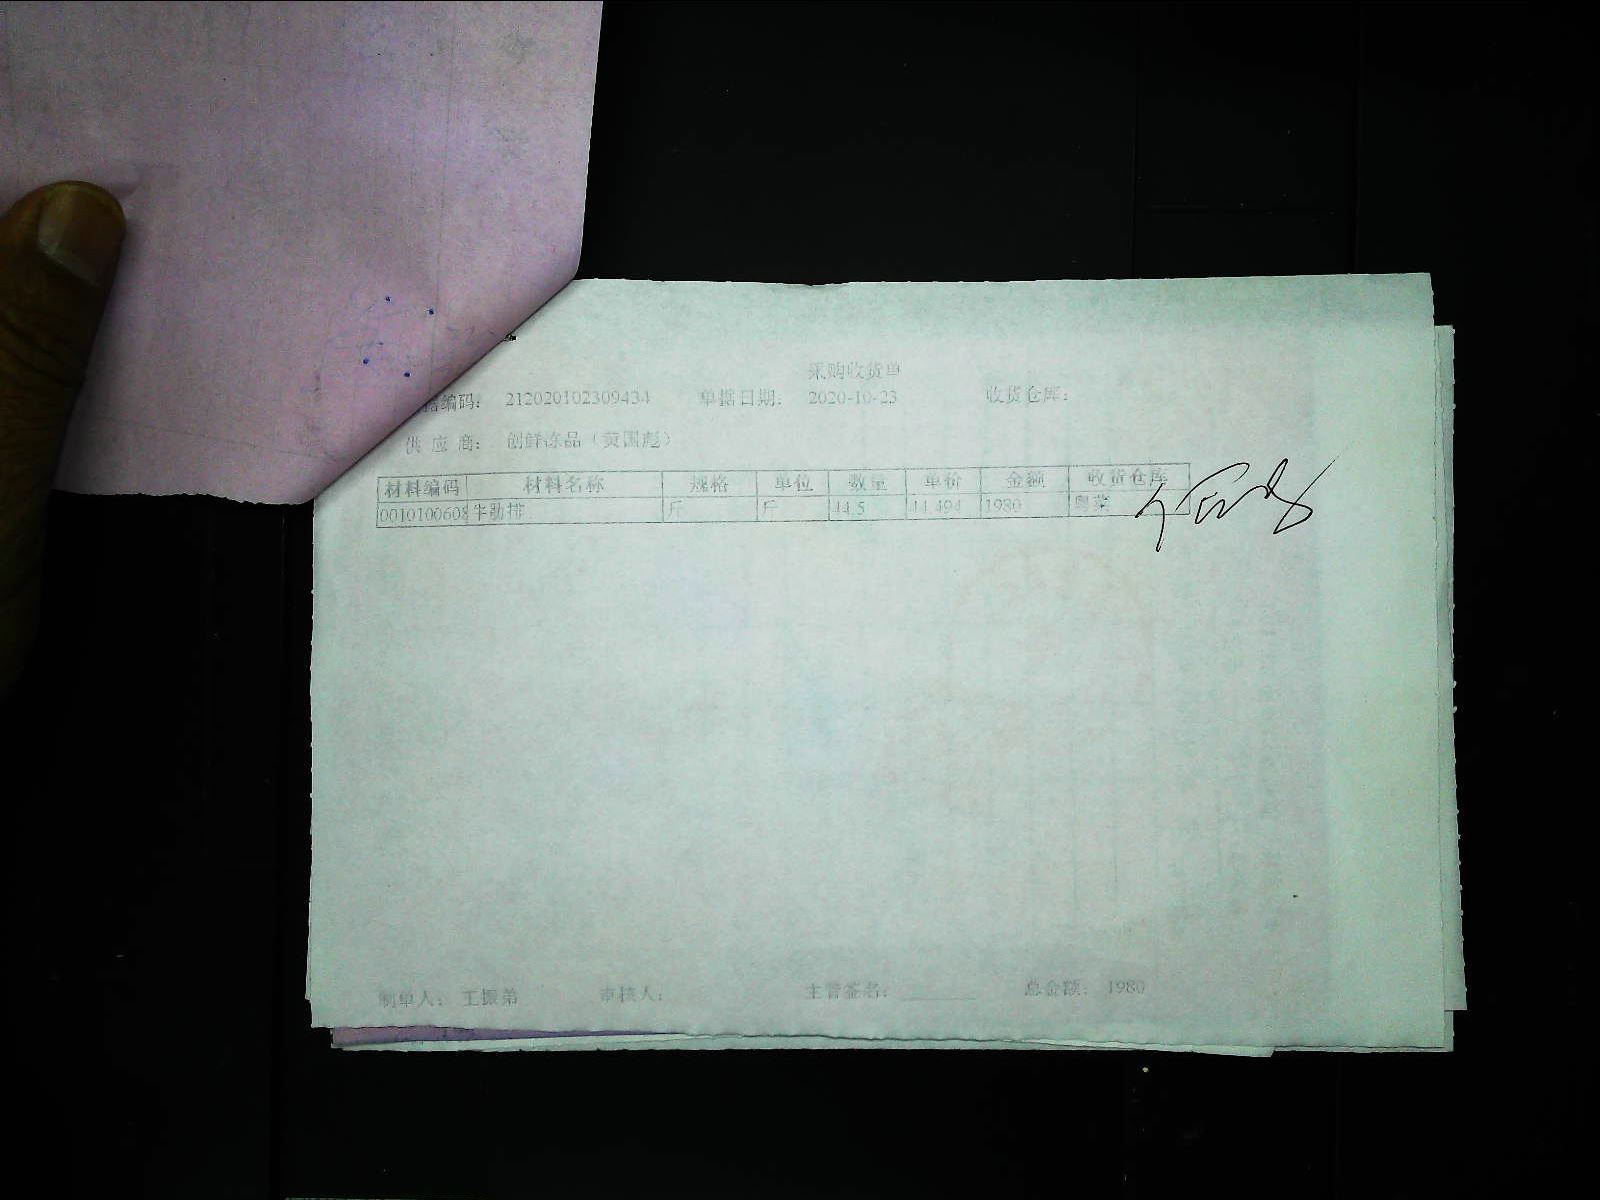 采购收货单
据编码： 212020102309434 单据日期： 2020-10-23 收货仓库：
供 应 商： 创鲜冻品（黄国彪）
材料编码 材料名称 规格 单位 数量 单价 金额 收货仓库
0010100608 牛肋排 斤 斤 44.5 44.494 1980 粤菜
制单人： 王振弟 审核人： 主管签名： 总金额： 1980